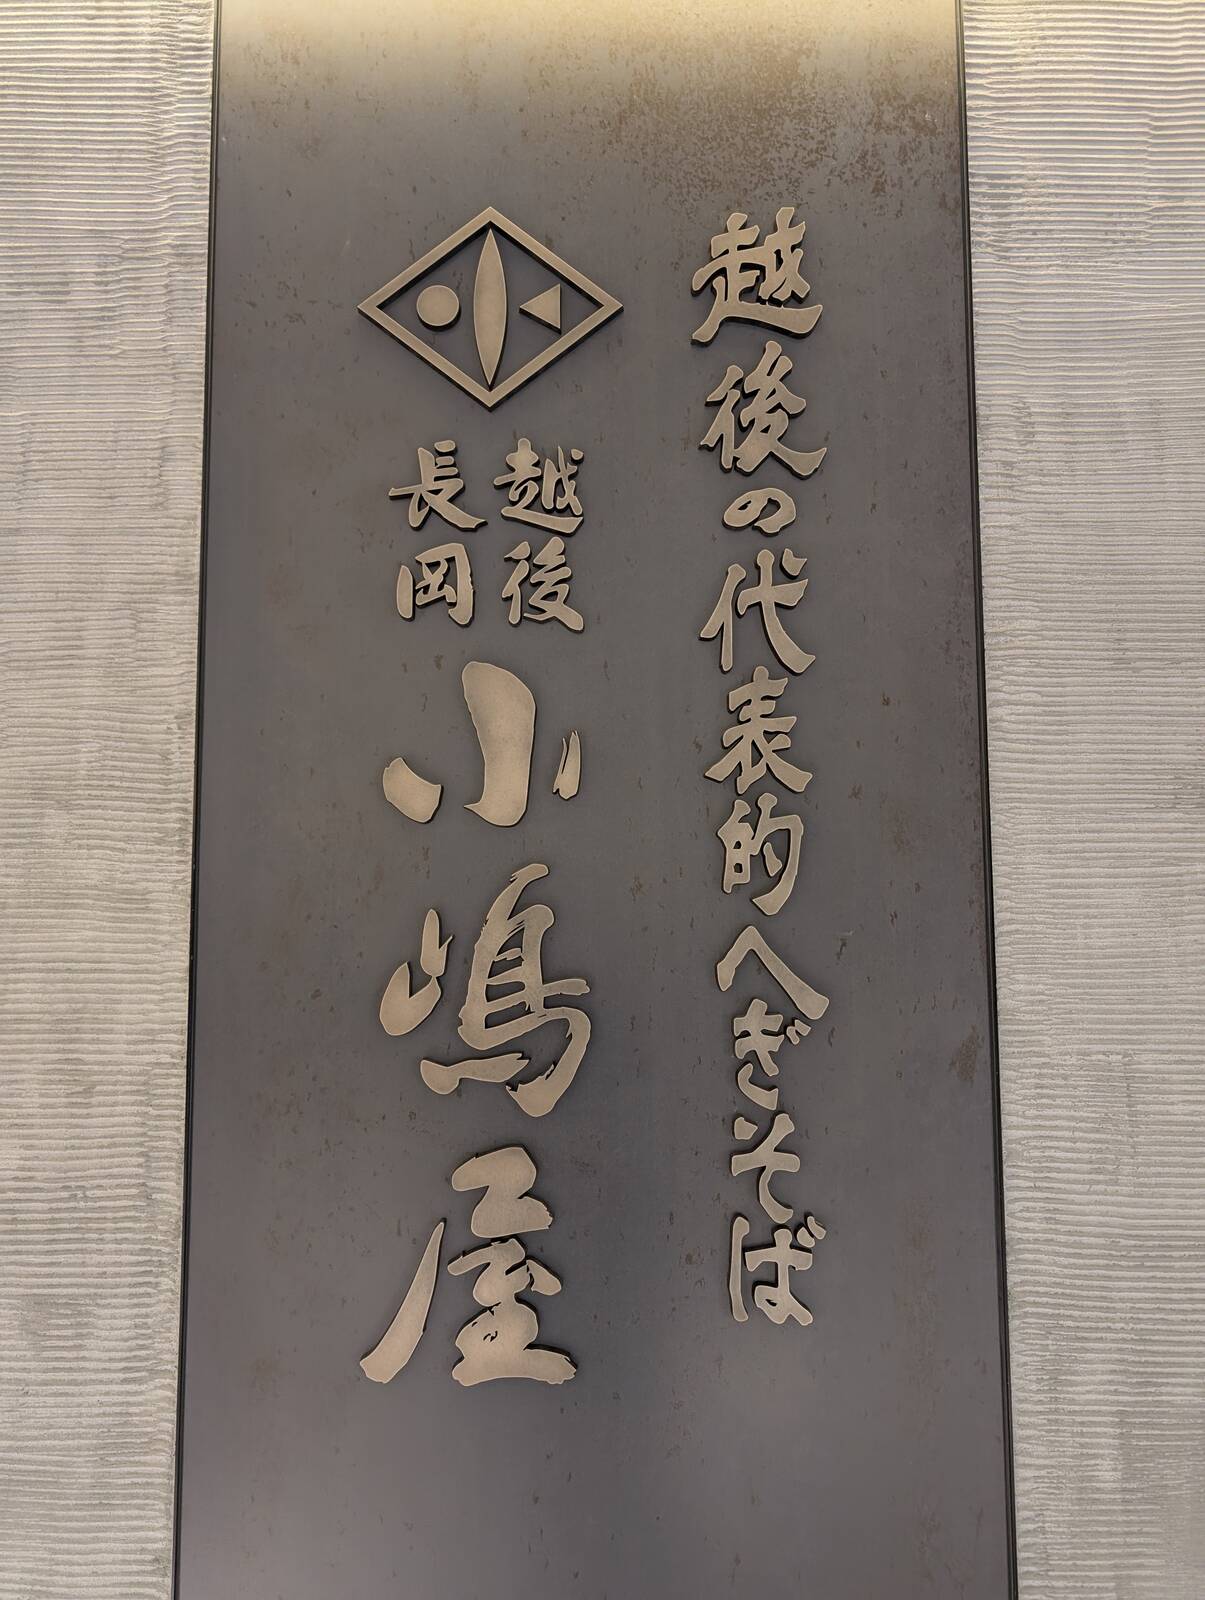 越後の代表的へぎそば
越後
長岡
小嶋屋